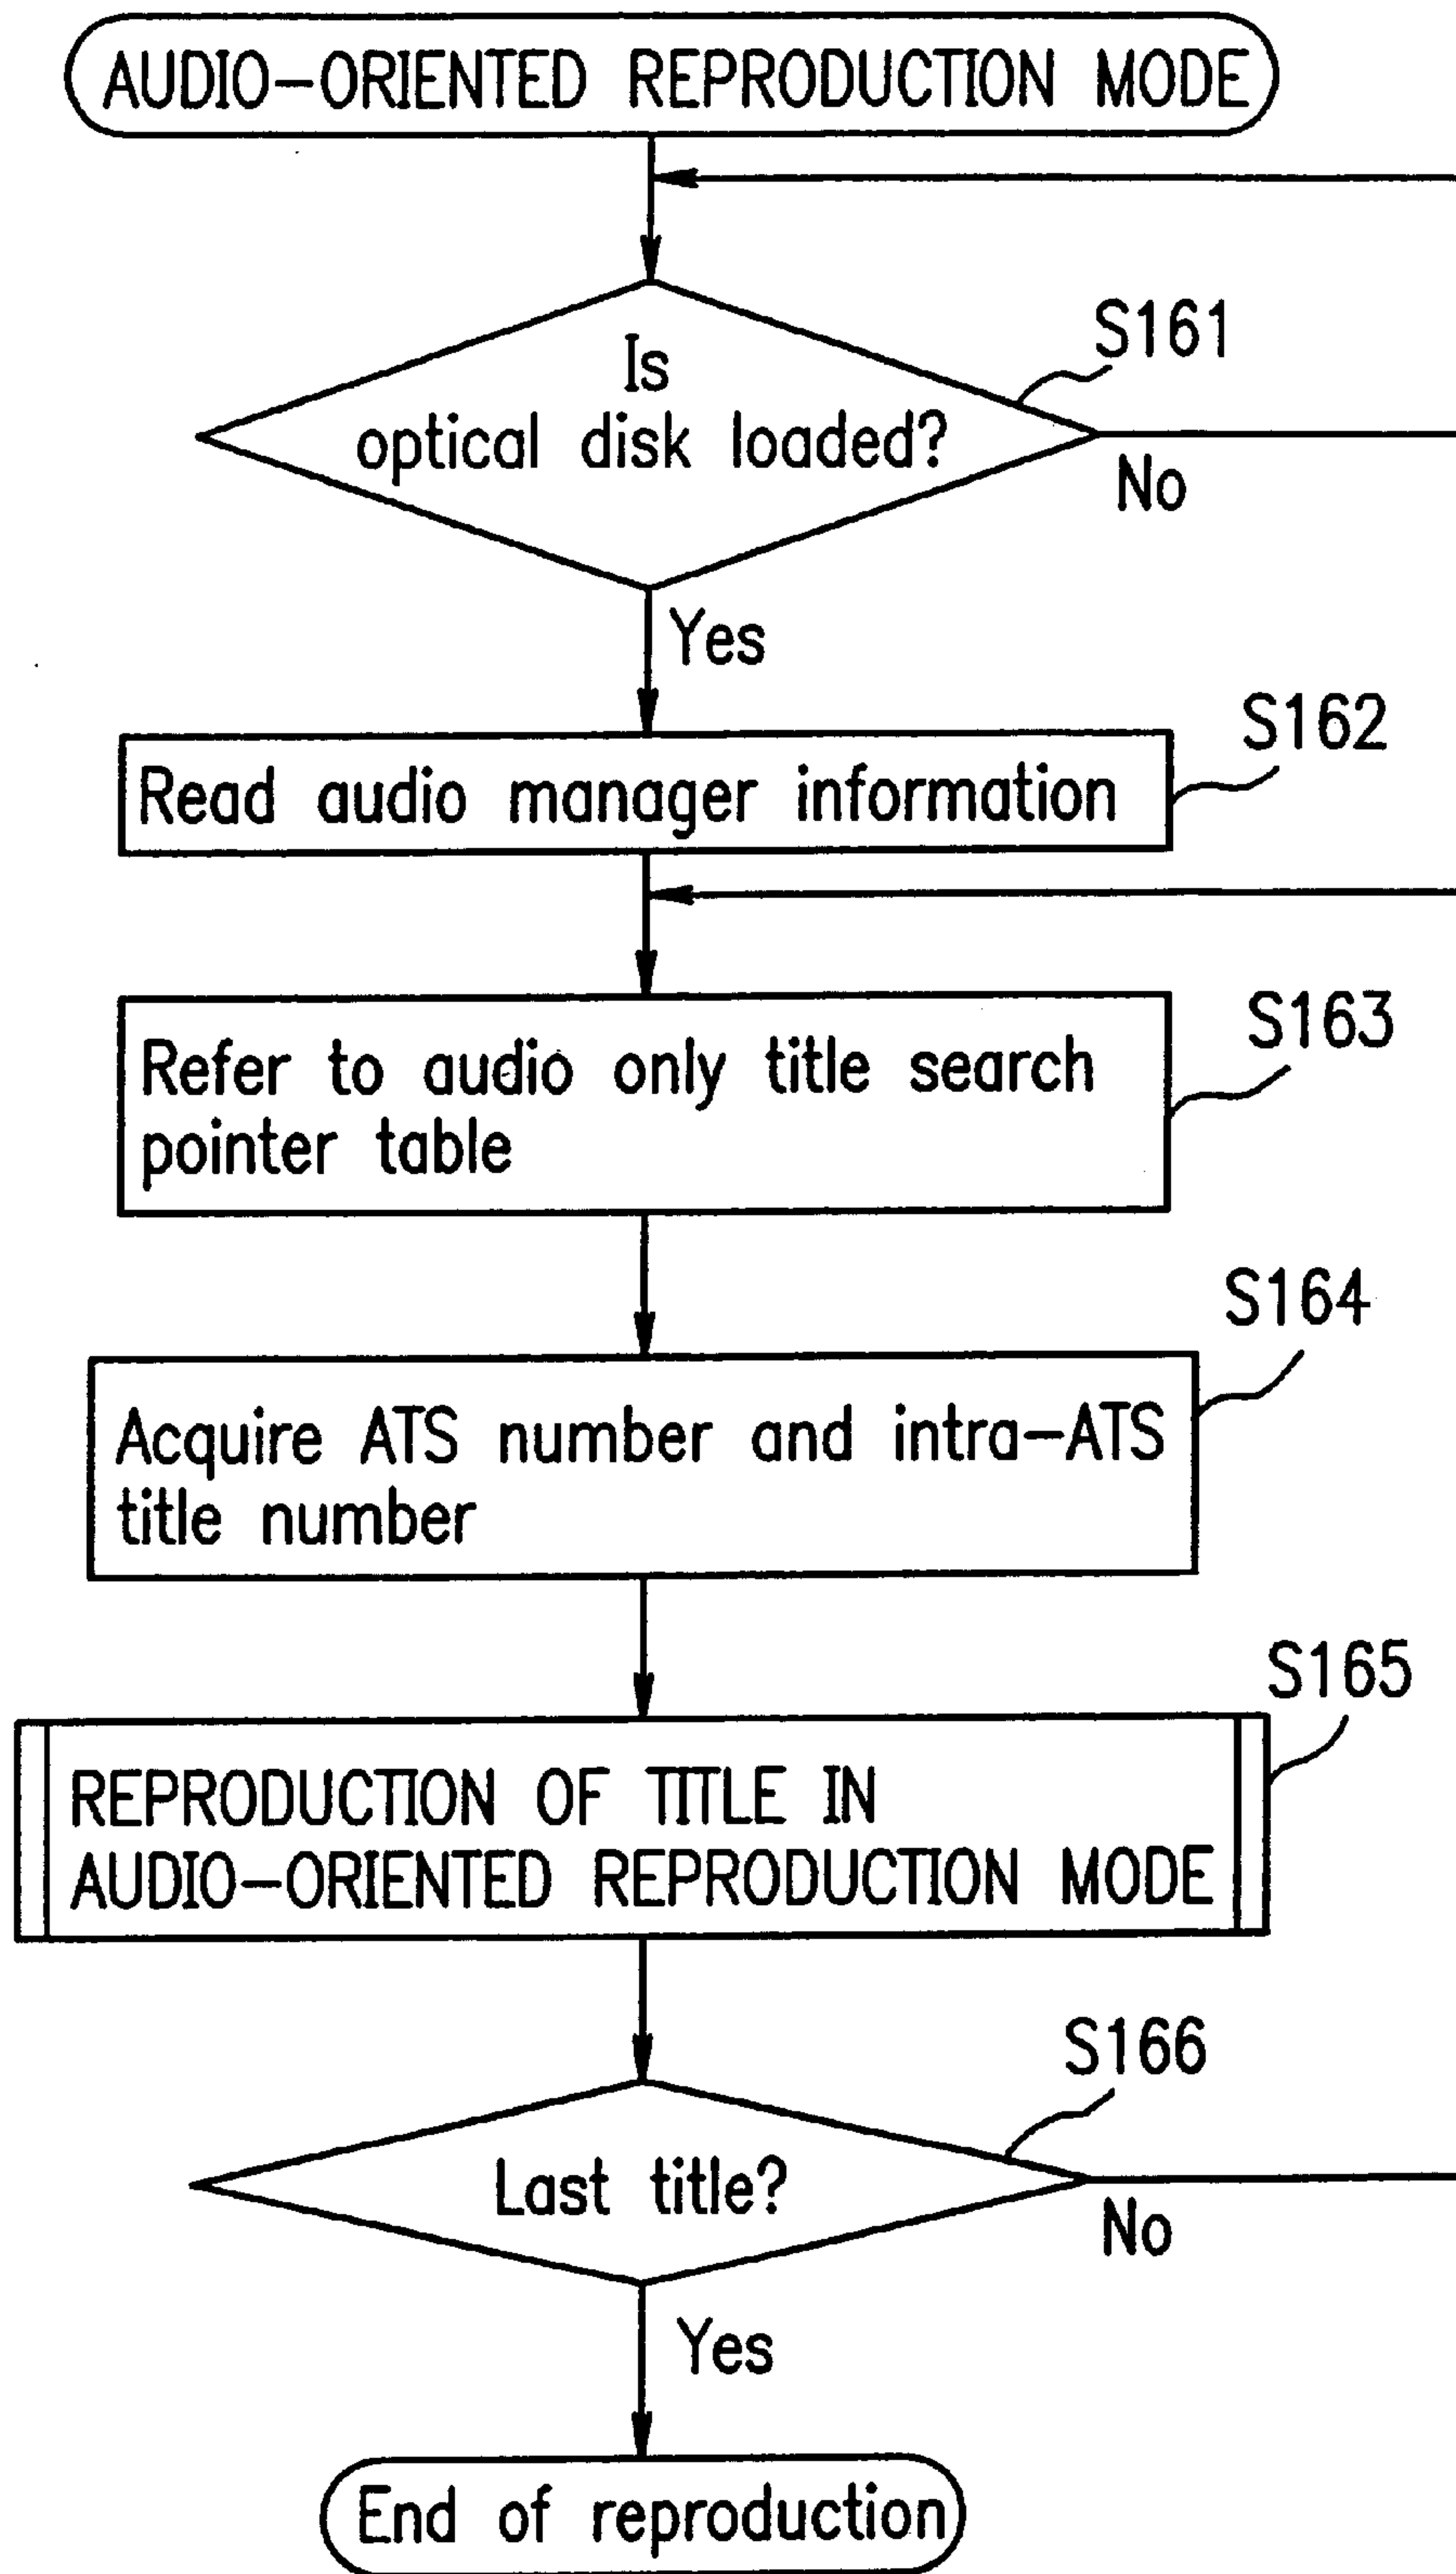 AUDIO-ORIENTED REPRODUCTION MODE
S161
Is
optical disk loaded?
No
Yes
S162
Read audio manager information
S163
Refer to audio only title search
pointer table
S164
Acquire ATS number and intra-ATS
title number
S165
REPRODUCTION OF TITLE IN
AUDIO-ORIENTED REPRODUCTION MODE
S166
Last title?
No
Yes
End of reproduction